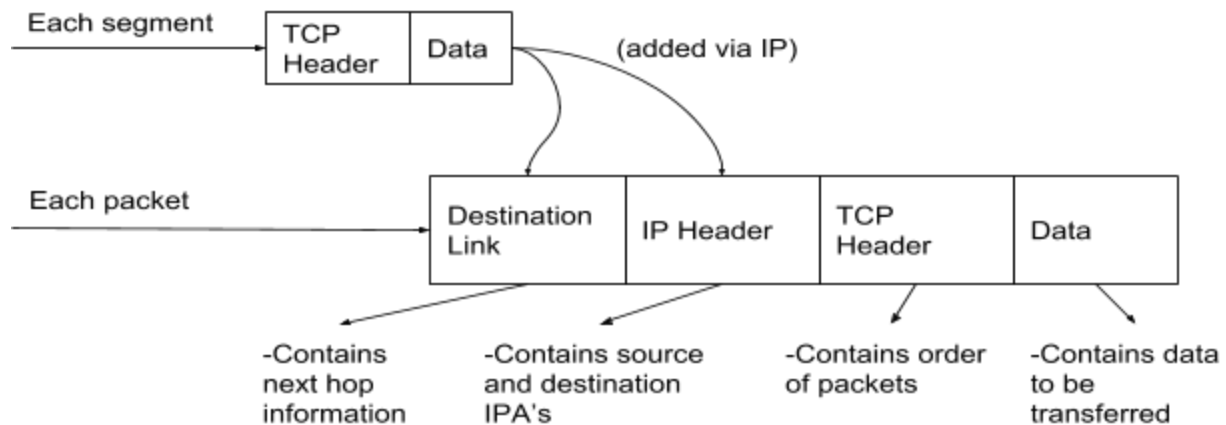 Each segment
TCP
Header
Data
(added via IP)
Each packet
Destination
Link
IP Header
TCP
Header
Data
-Contains
next hop
information
-Contains source
and destination
IPA's
-Contains order
of packets
-Contains data
to be
transferred